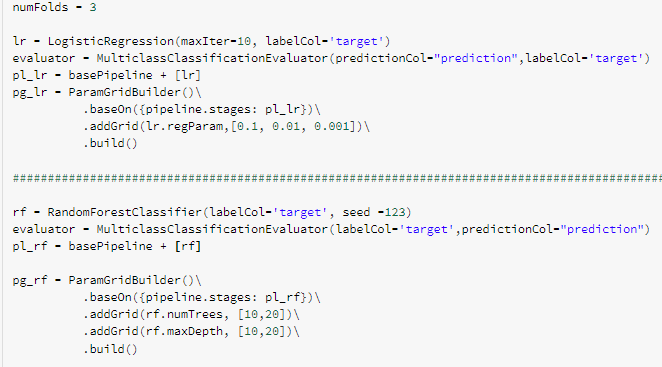 numFolds = 3
lr = LogisticRegression(maxIter=10, labelCol='target')
evaluator = MulticlassClassificationEvaluator(predictionCol="prediction",labelCol='target')
pl_lr = basePipeline + [lr]
pg_lr = ParamGridBuilder()\
          .baseOn({pipeline.stages: pl_lr})\
          .addGrid(lr.regParam,[0.1, 0.01, 0.001])\
          .build()
#############################################################################################
rf = RandomForestClassifier(labelCol='target', seed =123)
evaluator = MulticlassClassificationEvaluator(labelCol='target',predictionCol="prediction")
pl_rf = basePipeline + [rf]
pg_rf = ParamGridBuilder()\
          .baseOn({pipeline.stages: pl_rf})\
          .addGrid(rf.numTrees, [10,20])\
          .addGrid(rf.maxDepth, [10,20])\
          .build()